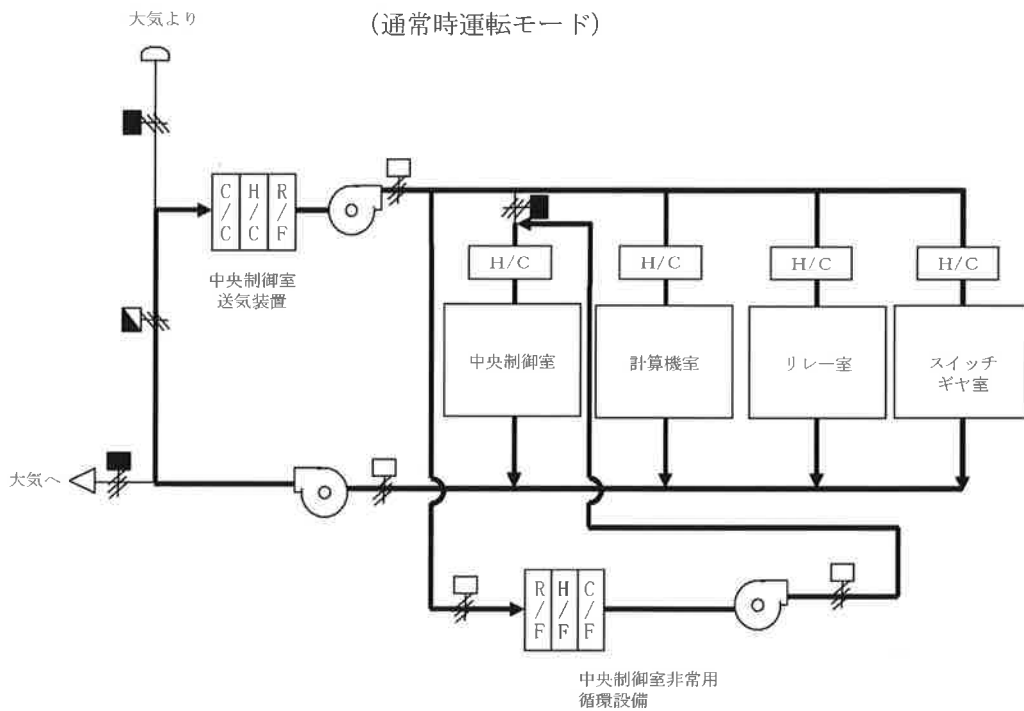 大気より
(通常時運転モード)
C/C H/C R/F
中央制御室
送気装置
H/C
H/C
H/C
H/C
中央制御室
計算機室
リレー室
スイッチ
ギヤ室
大気へ
R/F H/F C/F
中央制御室非常用
循環設備